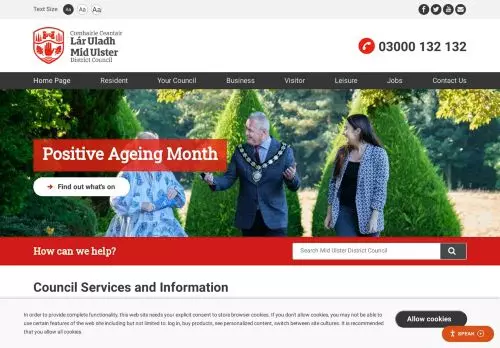 Text Size Aa Aa Aa
Comhairle Ceantair
Lár Uladh
Mid Ulster
District Council
03000 132 132
Home Page Resident Your Council Business Visitor Leisure Jobs Contact Us
Positive Ageing Month
Find out what's on
How can we help?
Search Mid Ulster District Council
Council Services and Information
In order to provide complete functionality, this web site needs your explicit consent to store browser cookies. If you don't allow cookies, you may not be able to
use certain features of the web site including but not limited to: log in, buy products, see personalized content, switch between site cultures. It is recommended
that you allow all cookies.
Allow cookies
SPEAK